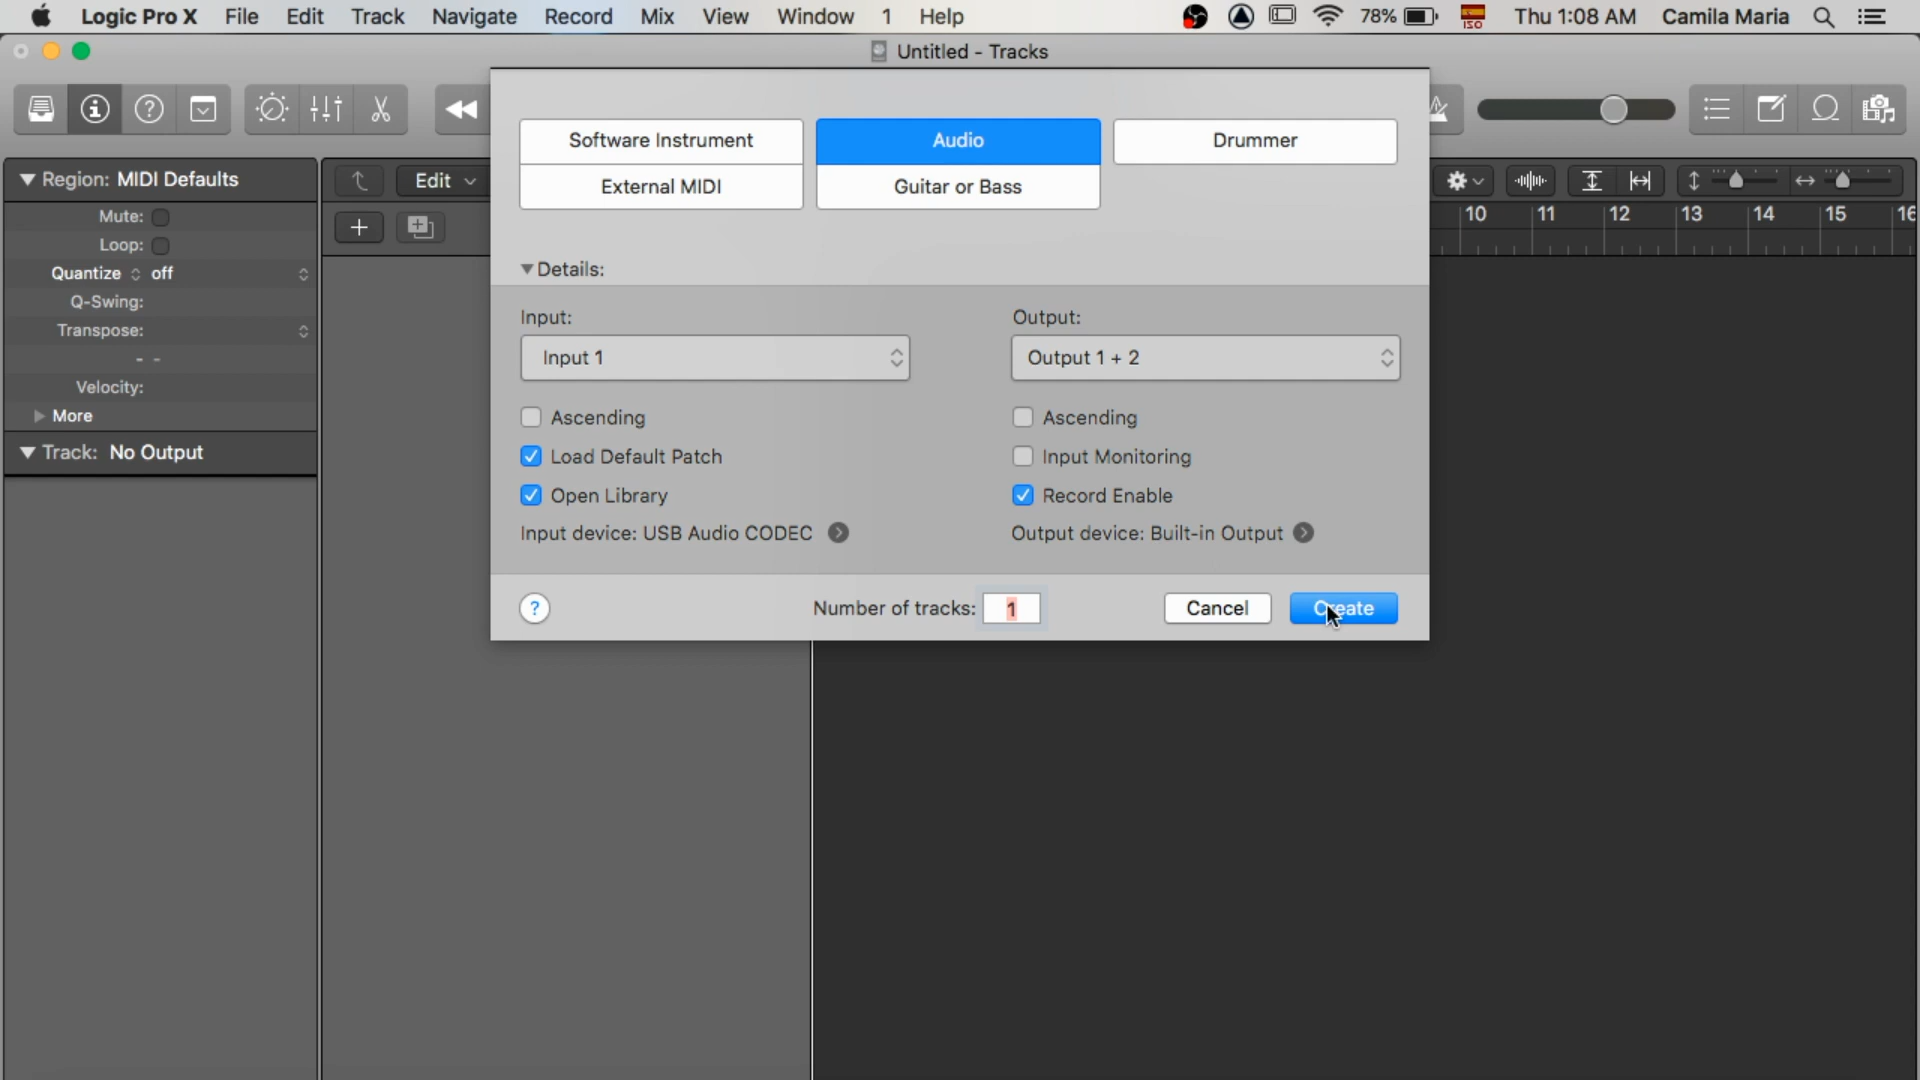 Logic Pro X File Edit Track Navigate Record Mix View Window 1 Help 78% ISO Thu 1:08 AM Camila Maria
Untitled - Tracks
Software Instrument Audio Drummer
Region: MIDI Defaults Edit External MIDI Guitar or Bass
Mute: 10 11 12 13 14 15 16
Loop:
Quantize off Details:
Q-Swing:
Input: Output:
Transpose:
- -
Input 1 Output 1 + 2
Velocity:
More Ascending Ascending
Track: No Output Load Default Patch Input Monitoring
Open Library Record Enable
Input device: USB Audio CODEC Output device: Built-in Output
? Number of tracks: 1 Cancel Create